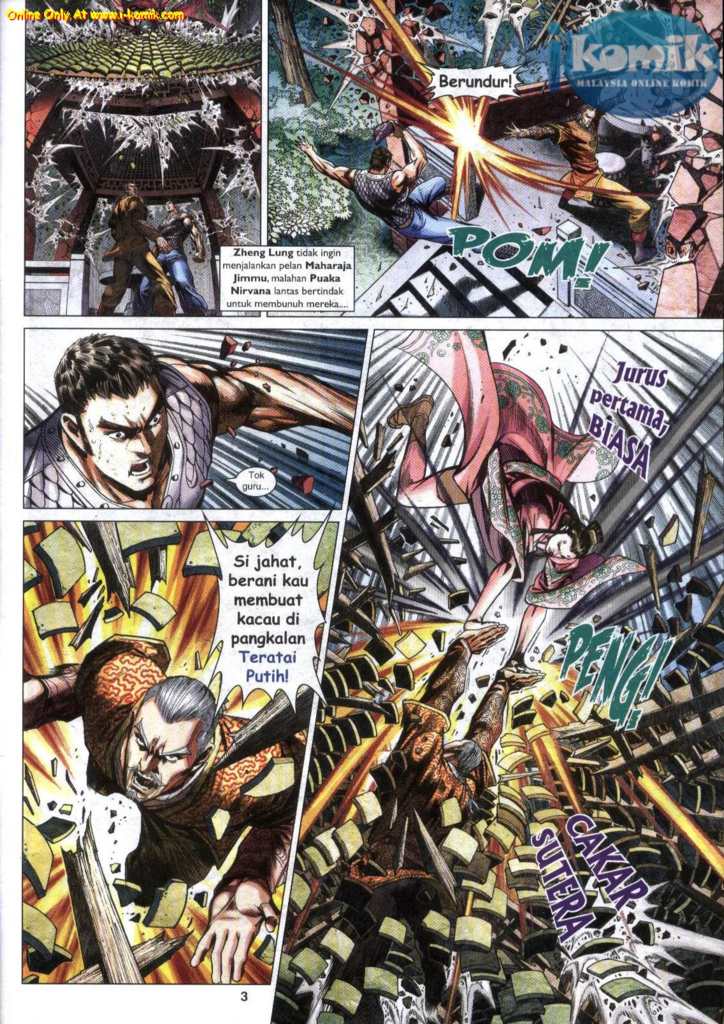 Online Only At www.i-komik.com
i
komik
MALAYSIA ONLINE KOMIK
Berundur!
POM!
Zheng Lung tidak ingin
menjalankan pelan Maharaja
Jimmu, malahan Puaka
Nirvana lantas bertindak
untuk membunuh mereka....
Tok
guru...
Jurus
pertama,
BIASA
Si jahat,
berani kau
membuat
kacau di
pangkalan
Teratai
Putih!
PENG!
CAKAR
SUTERA
3